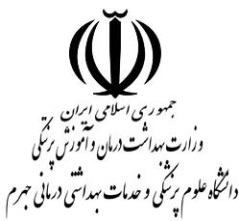 جمهوری اسلامی ایران
وزارت بهداشت درمان و آموزش پزشکی
دانشگاه علوم پزشکی و خدمات بهداشتی درمانی جهرم